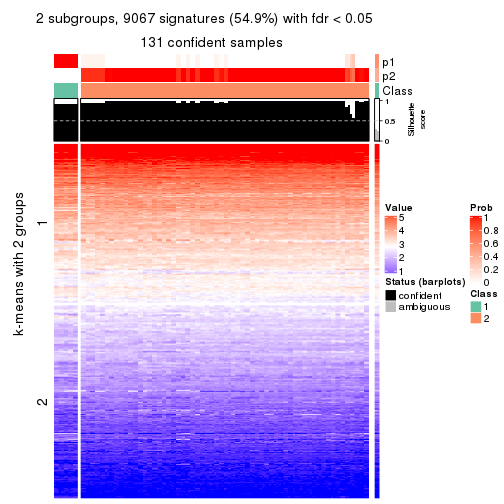 2 subgroups, 9067 signatures (54.9%) with fdr < 0.05
131 confident samples
p1
p2
Class
1
0.5
0
Silhouette
score
k-means with 2 groups
1
2
Value
5
4
3
2
1
Prob
1
0.8
0.6
0.4
0.2
0
Status (barplots)
confident
ambiguous
Class
1
2